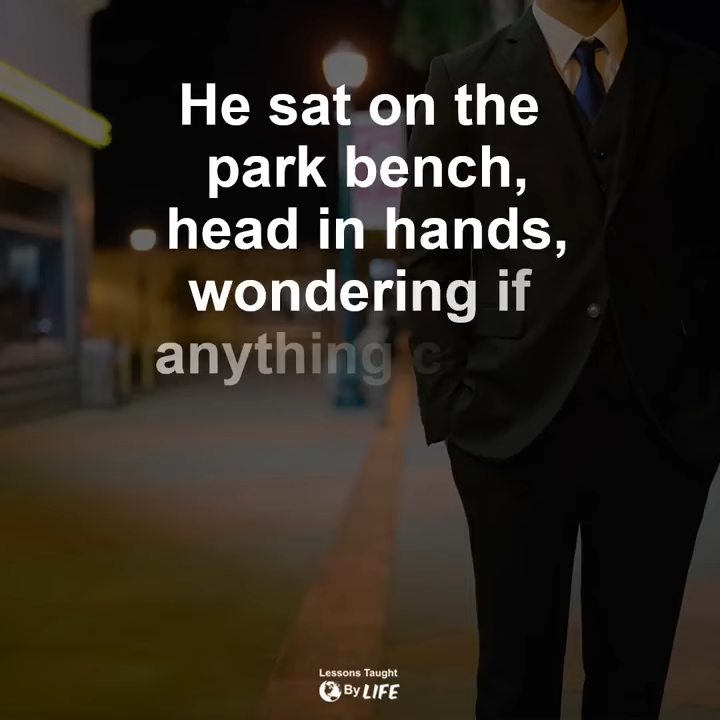 He sat on the
park bench,
head in hands,
wondering if
anything
Lessons Taught
By LIFE